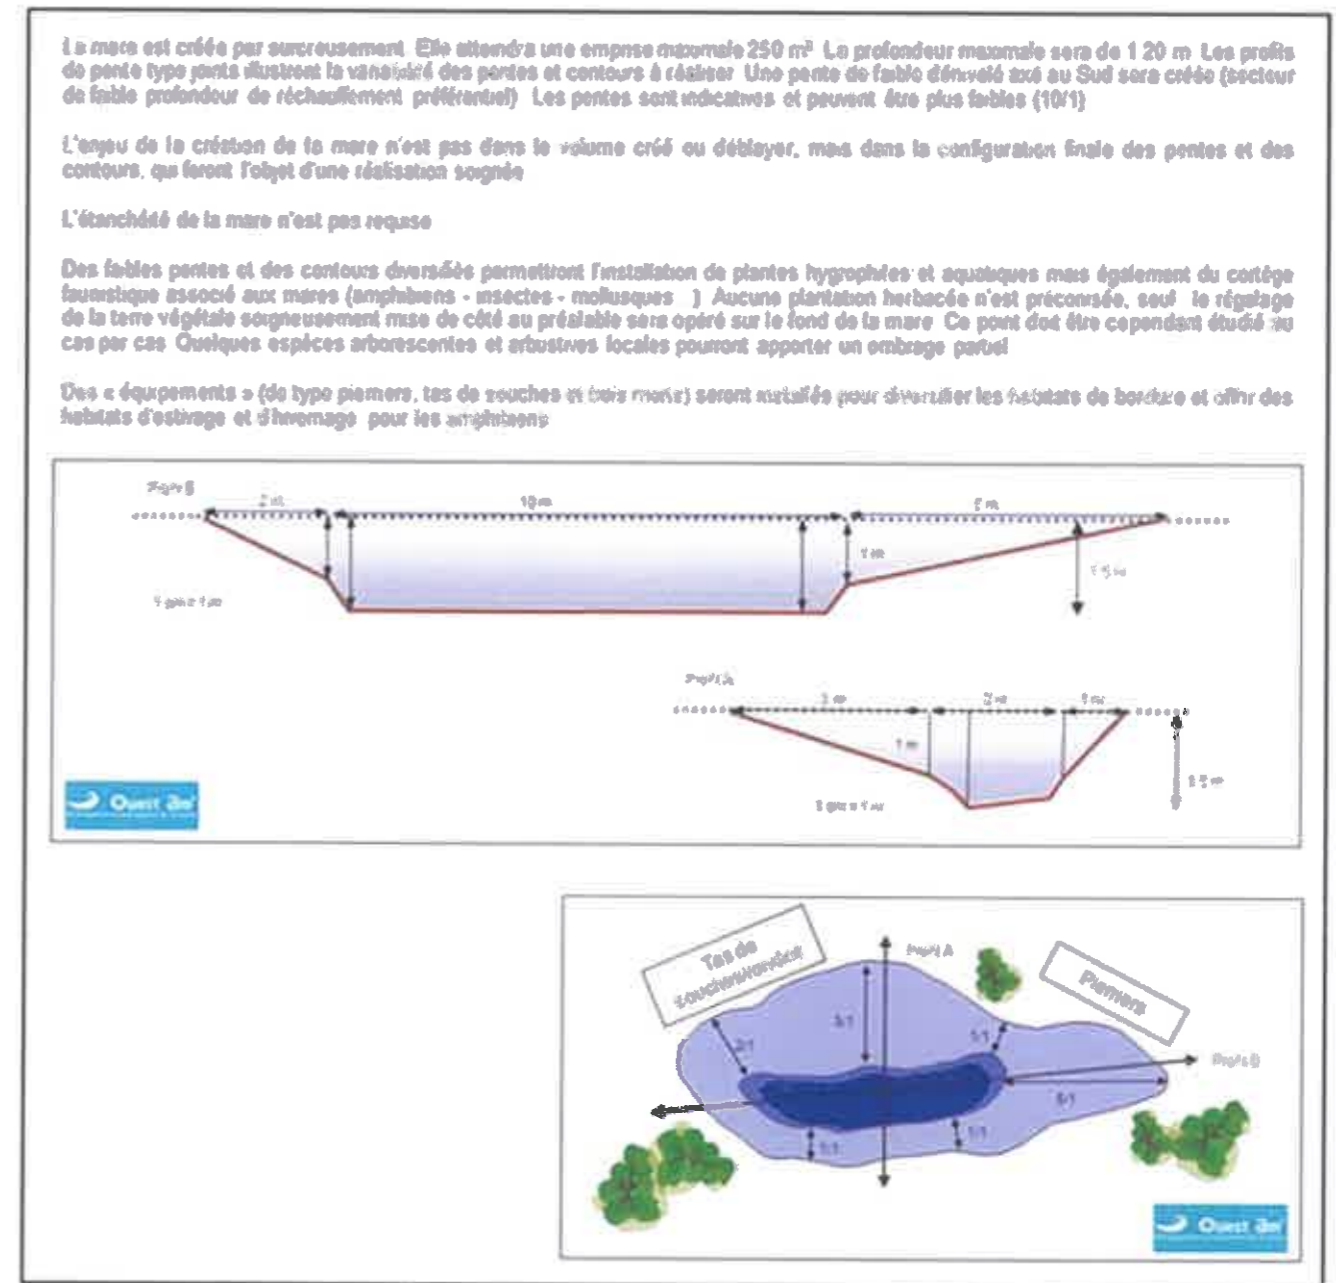 La mare est créée par surcreusement Elle atteindra une emprise maximale 250 m² La profondeur maximale sera de 1 20 m Les profils
de pente type joints illustrent la variabilité des pentes et contours à réaliser Une pente de faible dénivelé axé au Sud sera créée (secteur
de faible profondeur de réchauffement préférentiel) Les pentes sont indicatives et peuvent être plus faibles (10/1)
L'enjeu de la création de la mare n'est pas dans le volume créé ou déblayer, mais dans la configuration finale des pentes et des
contours, qui feront l'objet d'une réalisation soignée
L'étanchéité de la mare n'est pas requise
Des faibles pentes et des contours diversifiés permettront l'installation de plantes hygrophiles et aquatiques mais également du cortège
faunistique associé aux mares (amphibiens - insectes - mollusques ) Aucune plantation herbacée n'est préconisée, seul le régalage
de la terre végétale soigneusement mise de côté au préalable sera opéré sur le fond de la mare Ce point doit être cependant étudié au
cas par cas Quelques espèces arborescentes et arbustives locales pourront apporter un ombrage partiel
Des « équipements » (de type pierriers, tas de souches et bois morts) seront installés pour diversifier les habitats de bordure et offrir des
habitats d'estivage et d'hivernage pour les amphibiens
Profil B
2 m
10 m
1 m
Profil A
3 m
2 m
1 m
1 m
Ouest Am'
Tas de
Pierriers
Profil A
3/1
2/1
1/1
Profil B
5/1
1/1
1/1
Ouest Am'